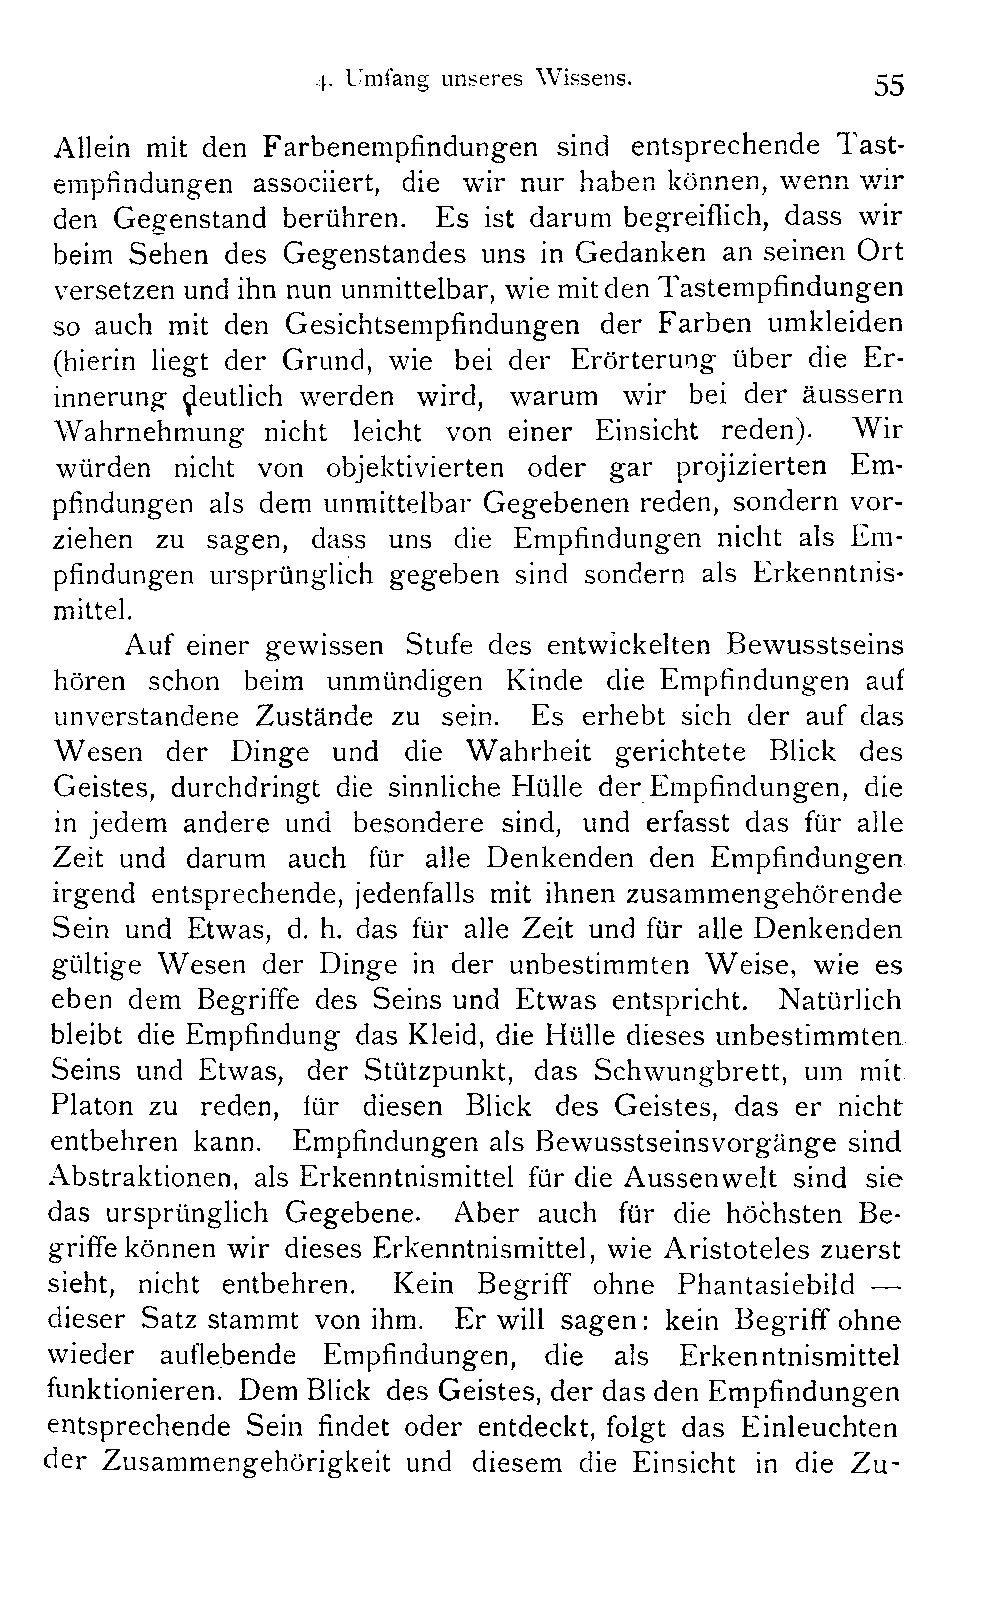 4. Umfang unseres Wissens. 55
Allein mit den Farbenempfindungen sind entsprechende Tast-
empfindungen associiert, die wir nur haben können, wenn wir
den Gegenstand berühren. Es ist darum begreiflich, dass wir
beim Sehen des Gegenstandes uns in Gedanken an seinen Ort
versetzen und ihn nun unmittelbar, wie mit den Tastempfindungen
so auch mit den Gesichtsempfindungen der Farben umkleiden
(hierin liegt der Grund, wie bei der Erörterung über die Er-
innerung deutlich werden wird, warum wir bei der äussern
Wahrnehmung nicht leicht von einer Einsicht reden). Wir
würden nicht von objektivierten oder gar projizierten Em-
pfindungen als dem unmittelbar Gegebenen reden, sondern vor-
ziehen zu sagen, dass uns die Empfindungen nicht als Em-
pfindungen ursprünglich gegeben sind sondern als Erkenntnis-
mittel.
Auf einer gewissen Stufe des entwickelten Bewusstseins
hören schon beim unmündigen Kinde die Empfindungen auf
unverstandene Zustände zu sein. Es erhebt sich der auf das
Wesen der Dinge und die Wahrheit gerichtete Blick des
Geistes, durchdringt die sinnliche Hülle der Empfindungen, die
in jedem andere und besondere sind, und erfasst das für alle
Zeit und darum auch für alle Denkenden den Empfindungen
irgend entsprechende, jedenfalls mit ihnen zusammengehörende
Sein und Etwas, d. h. das für alle Zeit und für alle Denkenden
gültige Wesen der Dinge in der unbestimmten Weise, wie es
eben dem Begriffe des Seins und Etwas entspricht. Natürlich
bleibt die Empfindung das Kleid, die Hülle dieses unbestimmten
Seins und Etwas, der Stützpunkt, das Schwungbrett, um mit
Platon zu reden, für diesen Blick des Geistes, das er nicht
entbehren kann. Empfindungen als Bewusstseinsvorgänge sind
Abstraktionen, als Erkenntnismittel für die Aussenwelt sind sie
das ursprünglich Gegebene. Aber auch für die höchsten Be-
griffe können wir dieses Erkenntnismittel, wie Aristoteles zuerst
sieht, nicht entbehren. Kein Begriff ohne Phantasiebild —
dieser Satz stammt von ihm. Er will sagen: kein Begriff ohne
wieder auflebende Empfindungen, die als Erkenntnismittel
funktionieren. Dem Blick des Geistes, der das den Empfindungen
entsprechende Sein findet oder entdeckt, folgt das Einleuchten
der Zusammengehörigkeit und diesem die Einsicht in die Zu-